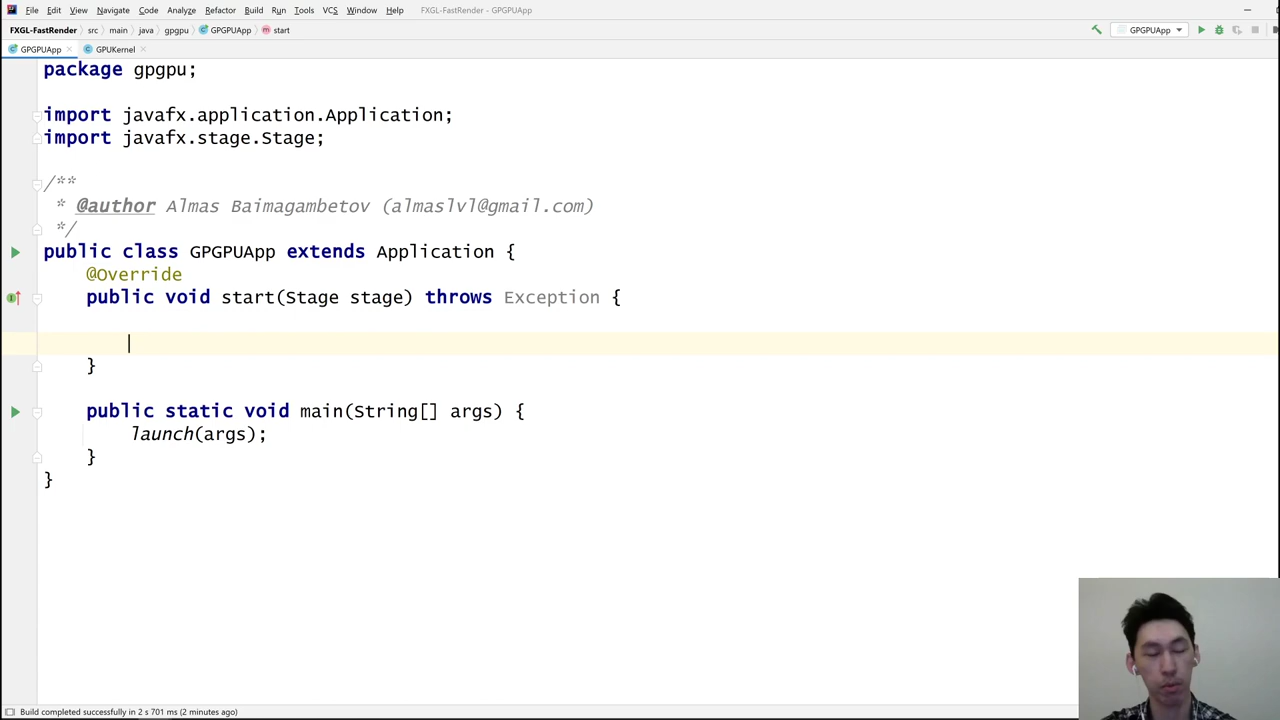 File Edit View Navigate Code Analyze Refactor Build Run Tools VCS Window Help FXGL-FastRender - GPGPUApp
FXGL-FastRender src main java gpgpu GPGPUApp start GPGPUApp
GPGPUApp GPUKernel
package gpgpu;
import javafx.application.Application;
import javafx.stage.Stage;
/**
* @author Almas Baimagambetov (almaslvl@gmail.com)
*/
public class GPGPUApp extends Application {
@Override
public void start(Stage stage) throws Exception {
}
public static void main(String[] args) {
launch(args);
}
}
Build completed successfully in 2 s 701 ms (2 minutes ago)